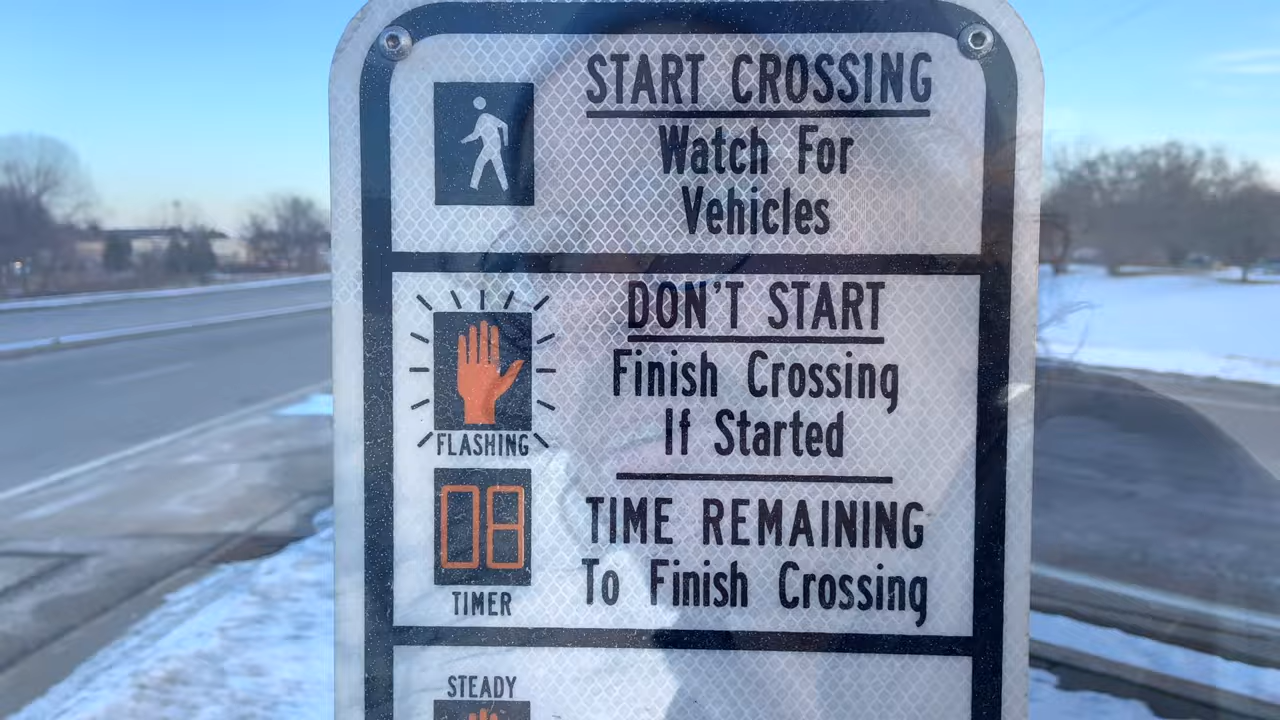 START CROSSING
Watch For
Vehicles
DON'T START
Finish Crossing
If Started
FLASHING
TIME REMAINING
To Finish Crossing
08
TIMER
STEADY